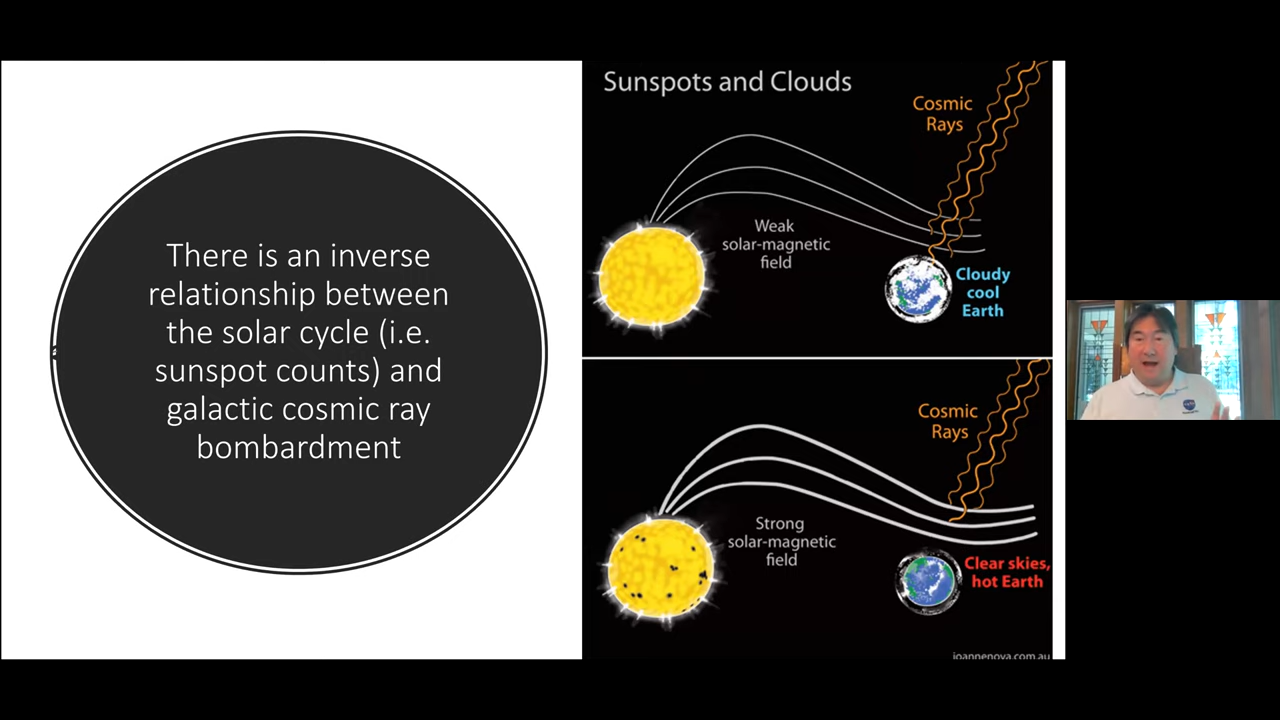 There is an inverse
relationship between
the solar cycle (i.e.
sunspot counts) and
galactic cosmic ray
bombardment
Sunspots and Clouds
Cosmic
Rays
Weak
solar-magnetic
field
Cloudy
cool
Earth
Cosmic
Rays
Strong
solar-magnetic
field
Clear skies,
hot Earth
joannenova.com.au